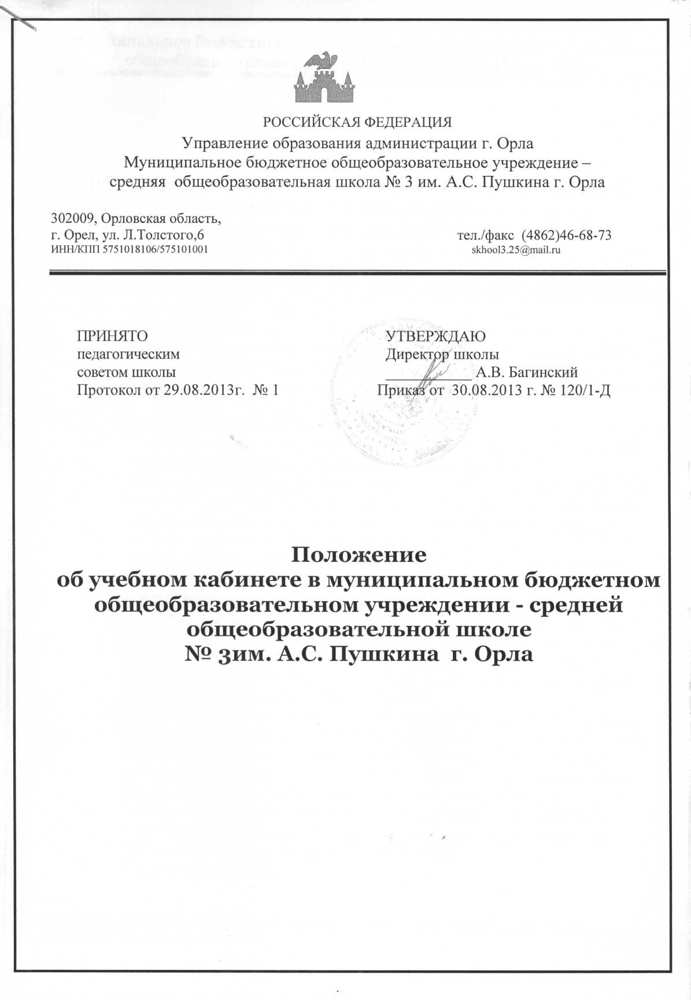 РОССИЙСКАЯ ФЕДЕРАЦИЯ
Управление образования администрации г. Орла
Муниципальное бюджетное общеобразовательное учреждение –
средняя  общеобразовательная школа № 3 им. А.С. Пушкина г. Орла
302009, Орловская область,
г. Орел, ул. Л.Толстого,6 тел./факс  (4862)46-68-73
ИНН/КПП 5751018106/575101001 skhool3.25@mail.ru
ПРИНЯТО УТВЕРЖДАЮ
педагогическим Директор школы
советом школы ___________ А.В. Багинский
Протокол от 29.08.2013г.  № 1 Приказ от  30.08.2013 г. № 120/1-Д
Положение
об учебном кабинете в муниципальном бюджетном
общеобразовательном учреждении - средней
общеобразовательной школе
№ 3им. А.С. Пушкина  г. Орла